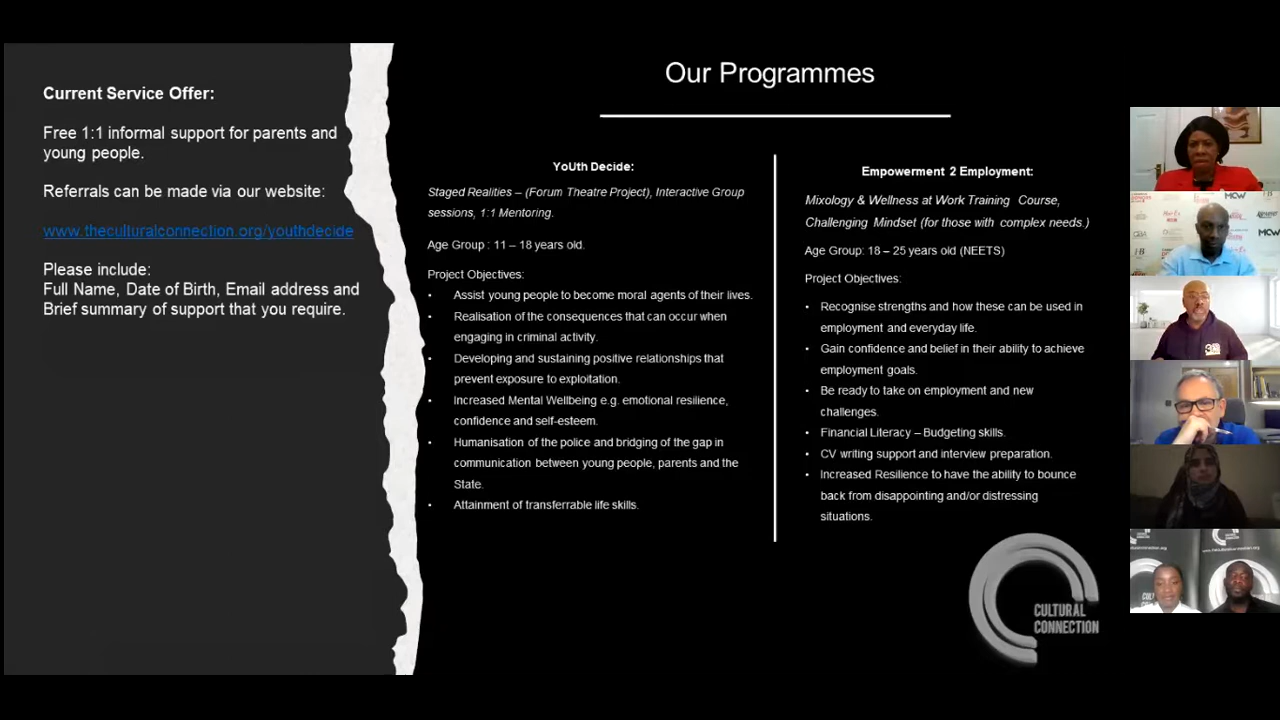 Current Service Offer:
Free 1:1 informal support for parents and
young people.
Referrals can be made via our website:
www.theculturalconnection.org/youthdecide
Please include:
Full Name, Date of Birth, Email address and
Brief summary of support that you require.
Our Programmes
YoUth Decide:
Staged Realities – (Forum Theatre Project), Interactive Group
sessions, 1:1 Mentoring.
Age Group : 11 – 18 years old.
Project Objectives:
• Assist young people to become moral agents of their lives.
• Realisation of the consequences that can occur when
engaging in criminal activity.
• Developing and sustaining positive relationships that
prevent exposure to exploitation.
• Increased Mental Wellbeing e.g. emotional resilience,
confidence and self-esteem.
• Humanisation of the police and bridging of the gap in
communication between young people, parents and the
State.
• Attainment of transferrable life skills.
Empowerment 2 Employment:
Mixology & Wellness at Work Training Course,
Challenging Mindset (for those with complex needs.)
Age Group: 18 – 25 years old (NEETS)
Project Objectives:
• Recognise strengths and how these can be used in
employment and everyday life.
• Gain confidence and belief in their ability to achieve
employment goals.
• Be ready to take on employment and new
challenges.
• Financial Literacy – Budgeting skills.
• CV writing support and interview preparation.
• Increased Resilience to have the ability to bounce
back from disappointing and/or distressing
situations.
CULTURAL
CONNECTION
MCW
MCW